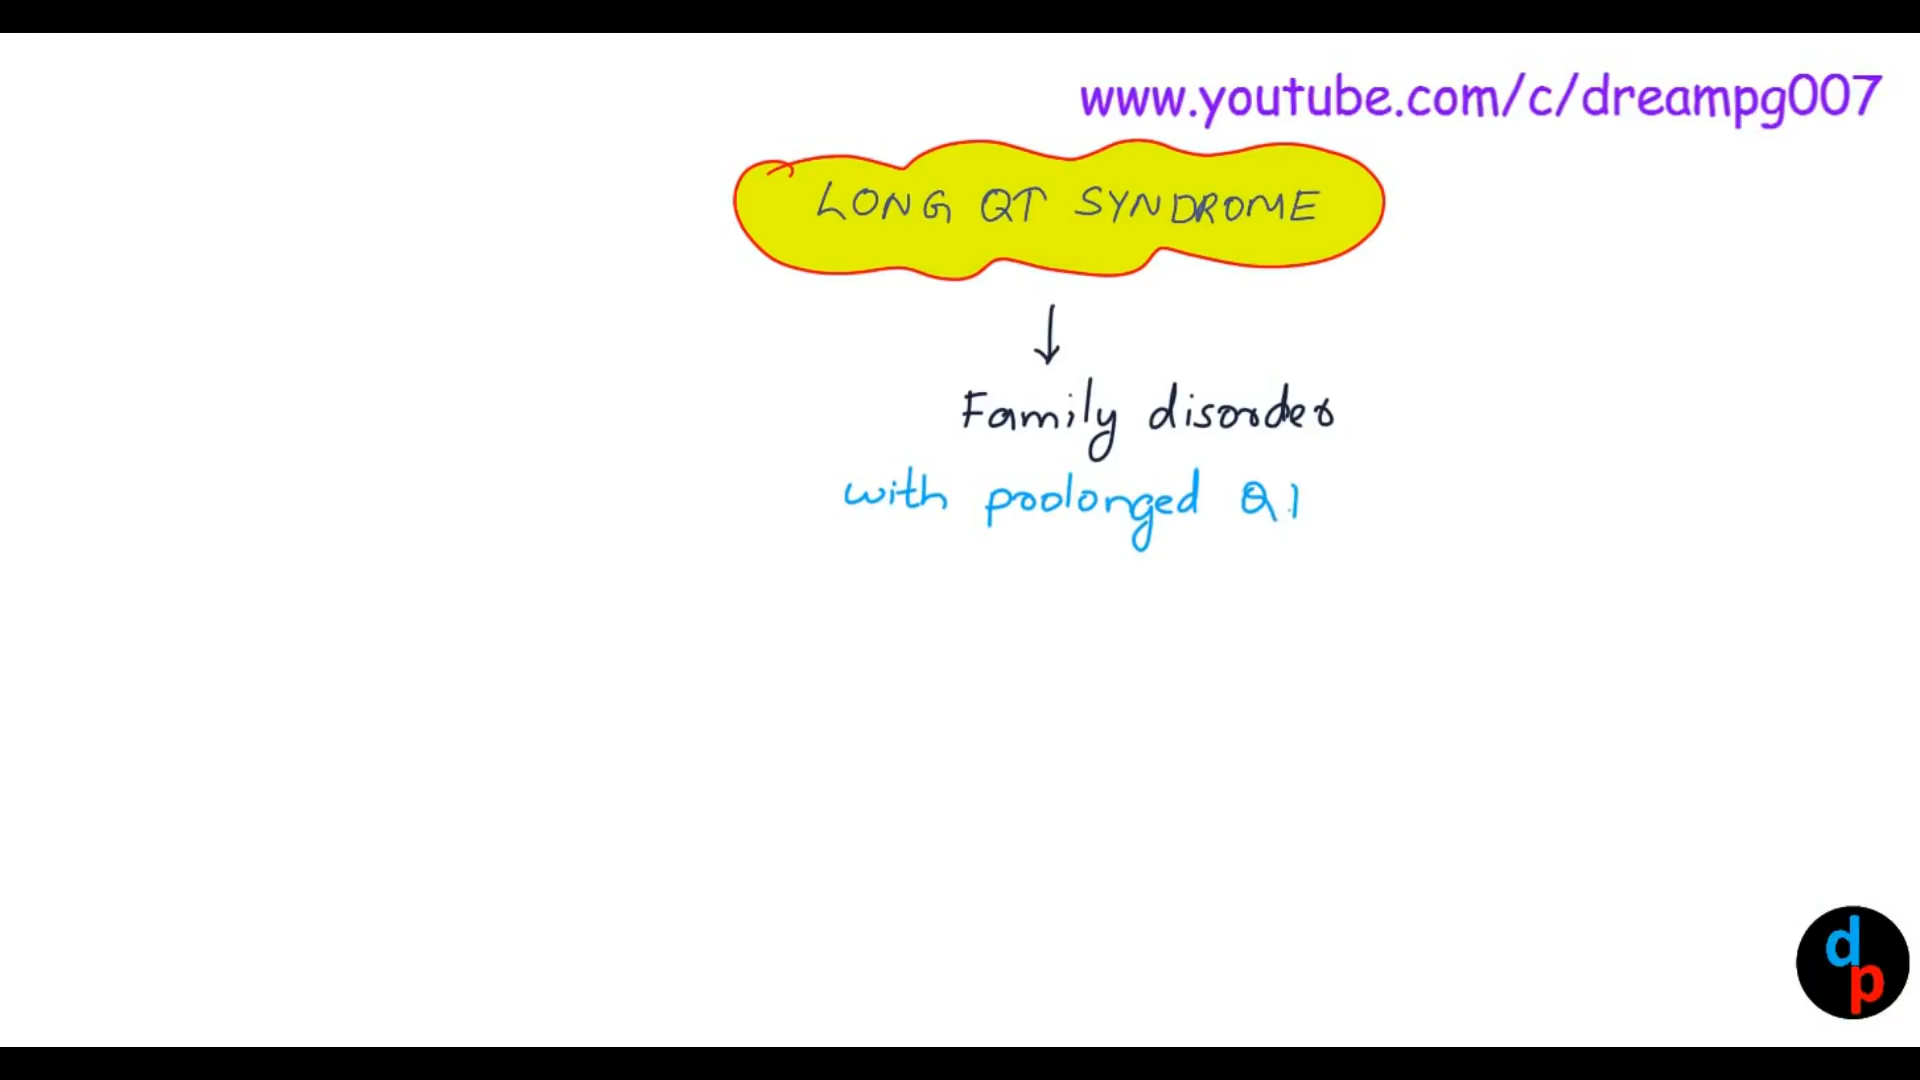 www.youtube.com/c/dreampg007
LONG QT SYNDROME
Family disorder
with prolonged Q
dp